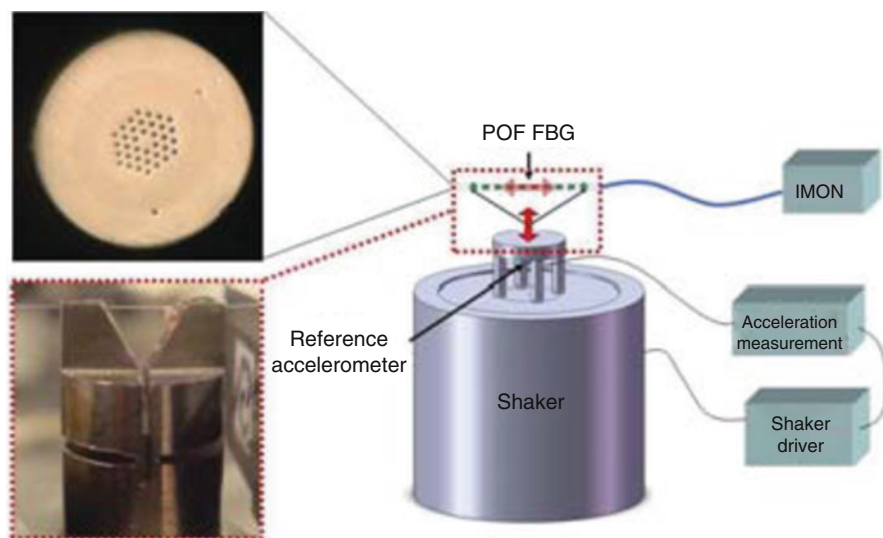 POF FBG
IMON
Reference
accelerometer
Acceleration
measurement
Shaker
Shaker
driver